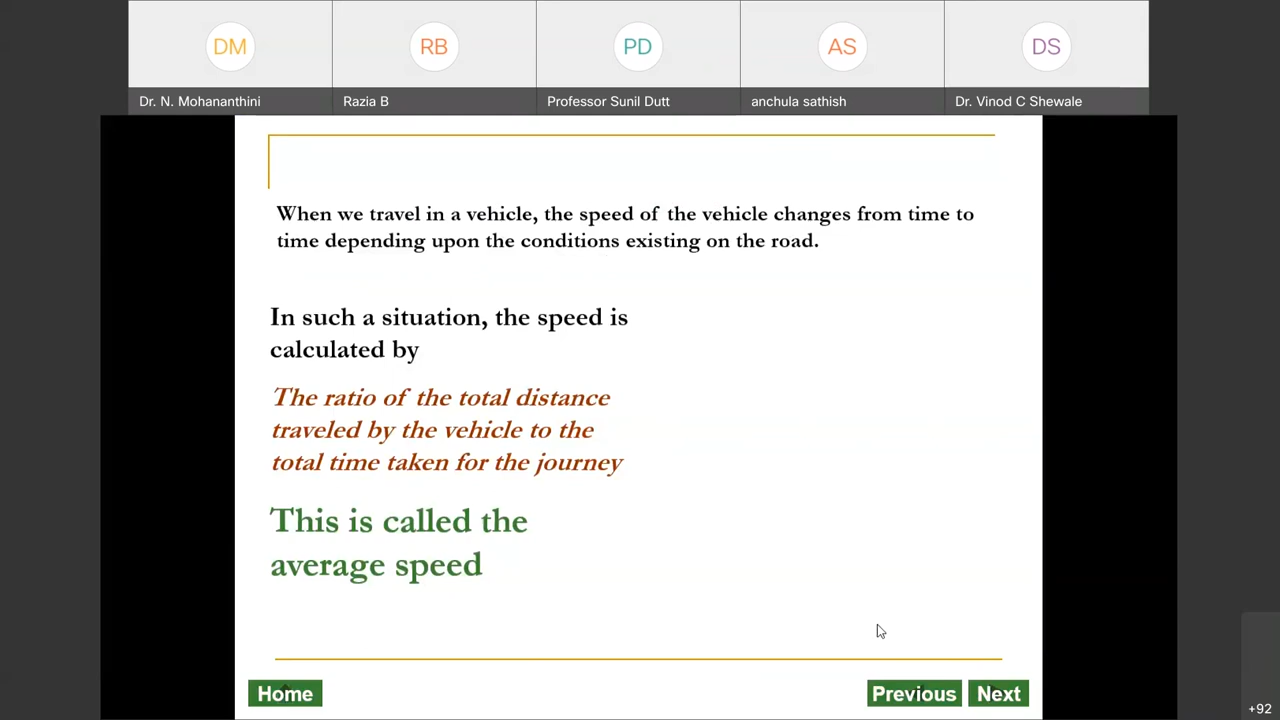 DM
RB
PD
AS
DS
Dr. N. Mohananthini
Razia B
Professor Sunil Dutt
anchula sathish
Dr. Vinod C Shewale
When we travel in a vehicle, the speed of the vehicle changes from time to
time depending upon the conditions existing on the road.
In such a situation, the speed is
calculated by
The ratio of the total distance
traveled by the vehicle to the
total time taken for the journey
This is called the
average speed
Home
Previous
Next
+92